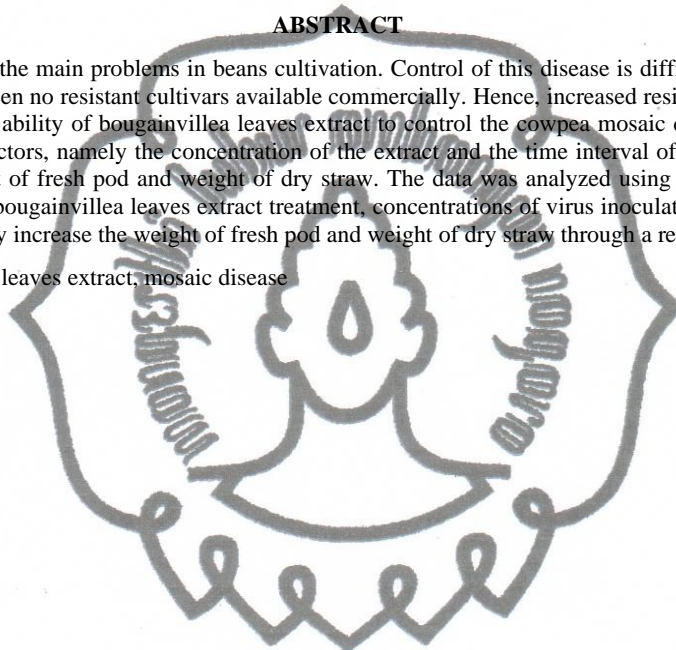 ABSTRACT
the main problems in beans cultivation. Control of this disease is diff
en no resistant cultivars available commercially. Hence, increased resi
ability of bougainvillea leaves extract to control the cowpea mosaic
ctors, namely the concentration of the extract and the time interval of
of fresh pod and weight of dry straw. The data was analyzed using
bougainvillea leaves extract treatment, concentrations of virus inoculat
y increase the weight of fresh pod and weight of dry straw through a re
leaves extract, mosaic disease